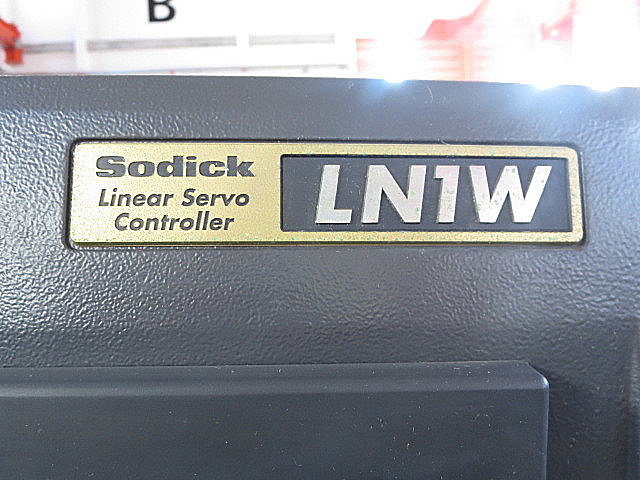 B
Sodick
Linear Servo
Controller
LN1W